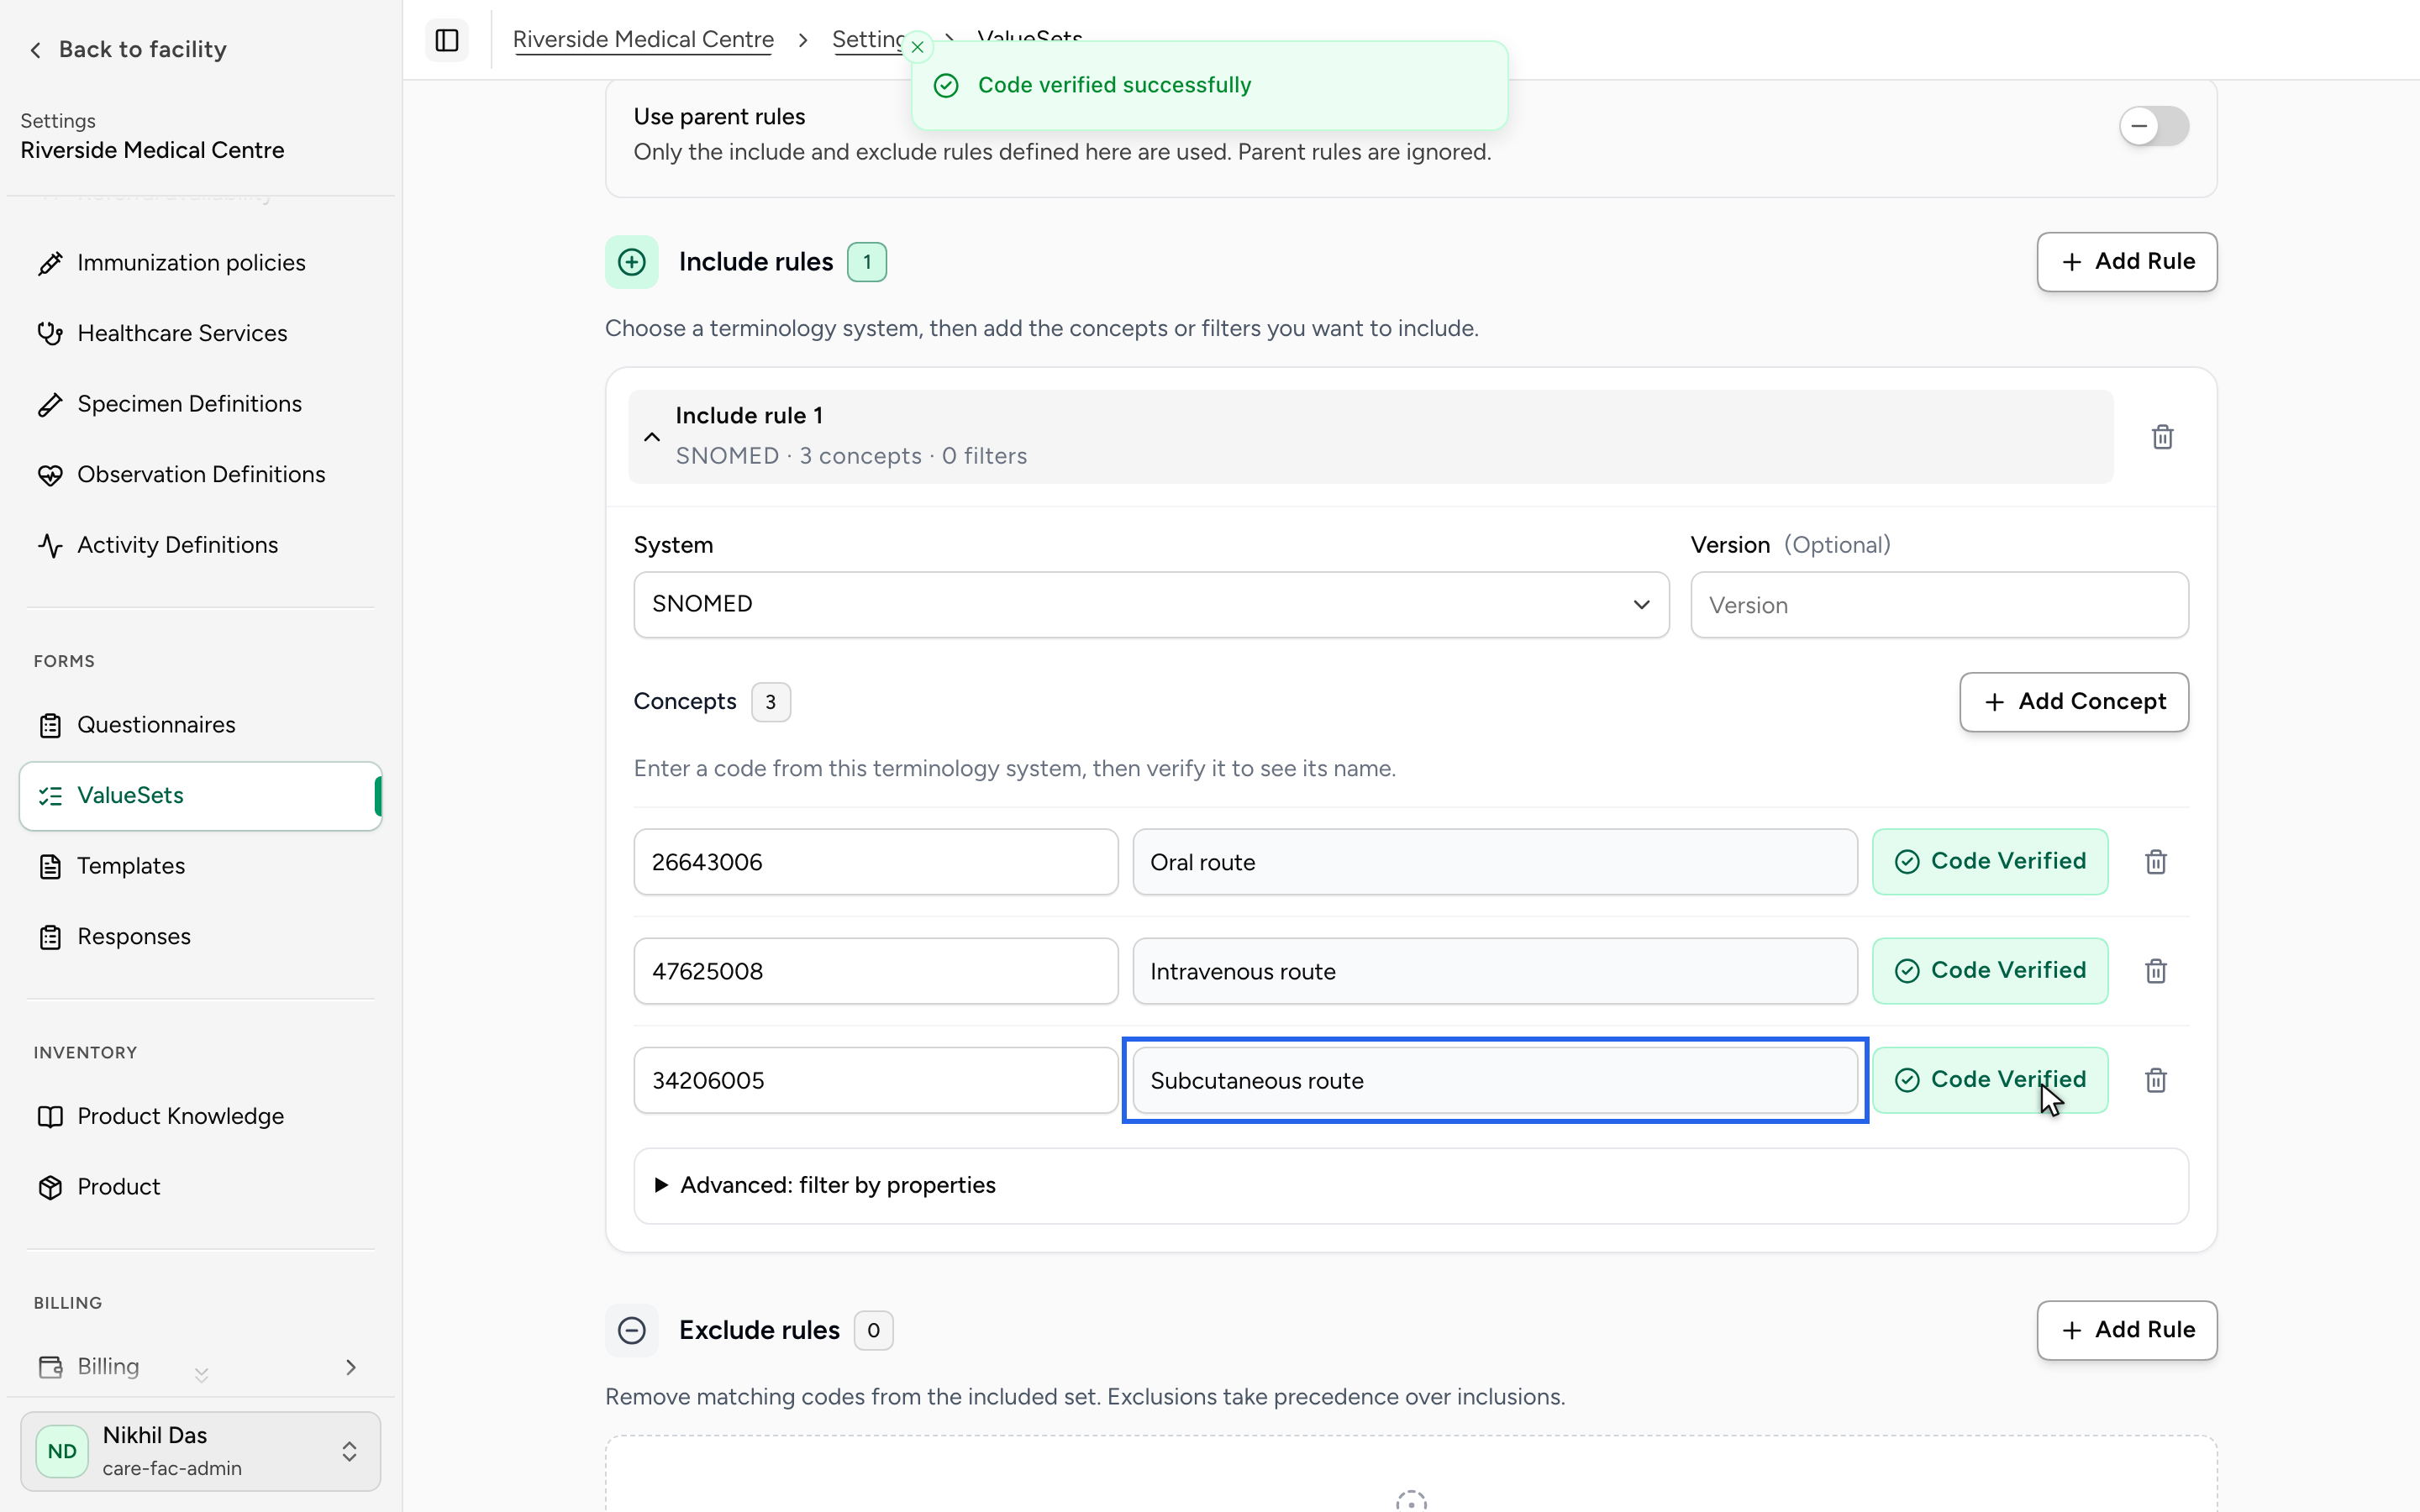 Back to facility
Settings
Riverside Medical Centre
Immunization policies
Healthcare Services
Specimen Definitions
Observation Definitions
Activity Definitions
FORMS
Questionnaires
ValueSets
Templates
Responses
INVENTORY
Product Knowledge
Product
BILLING
Billing
ND
Nikhil Das
care-fac-admin
Riverside Medical Centre
ValueSets
Code verified successfully
Use parent rules
Only the include and exclude rules defined here are used. Parent rules are ignored.
Include rules 1
Add Rule
Choose a terminology system, then add the concepts or filters you want to include.
Include rule 1
SNOMED · 3 concepts · 0 filters
System
Version (Optional)
SNOMED
Version
Concepts 3
Add Concept
Enter a code from this terminology system, then verify it to see its name.
26643006 Oral route Code Verified
47625008 Intravenous route Code Verified
34206005 Subcutaneous route Code Verified
Advanced: filter by properties
Exclude rules 0
Add Rule
Remove matching codes from the included set. Exclusions take precedence over inclusions.